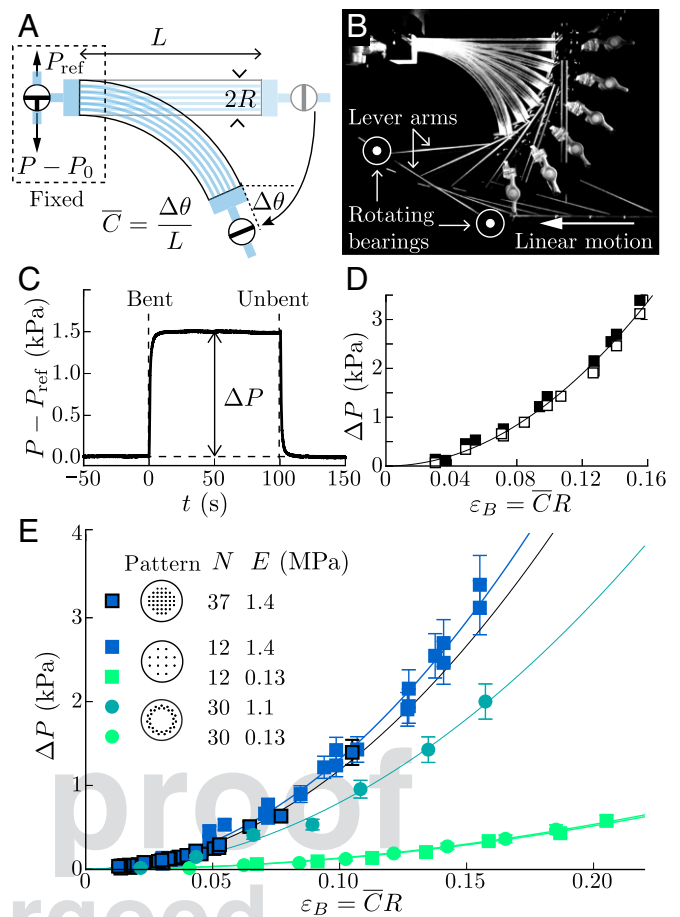 A
L
P_ref
2R
P − P_0
Fixed
C̅ = Δθ / L
Δθ
B
Lever arms
Rotating
bearings
Linear motion
C
Bent
Unbent
P − P_ref (kPa)
1.5
1.0
0.5
0.0
ΔP
−50
0
50
100
150
t (s)
D
ΔP (kPa)
3
2
1
0
0
0.04
0.08
0.12
0.16
ε_B = C̅R
E
ΔP (kPa)
4
3
2
1
0
Pattern N E (MPa)
37 1.4
12 1.4
12 0.13
30 1.1
30 0.13
0.05
0.10
0.15
0.20
ε_B = C̅R
proof